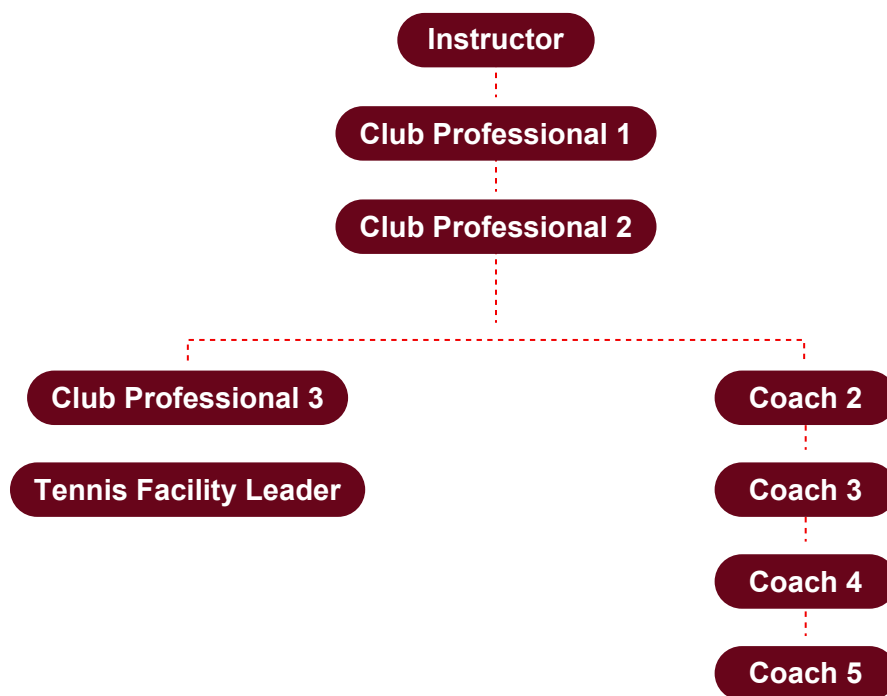 Instructor
Club Professional 1
Club Professional 2
Club Professional 3
Coach 2
Tennis Facility Leader
Coach 3
Coach 4
Coach 5